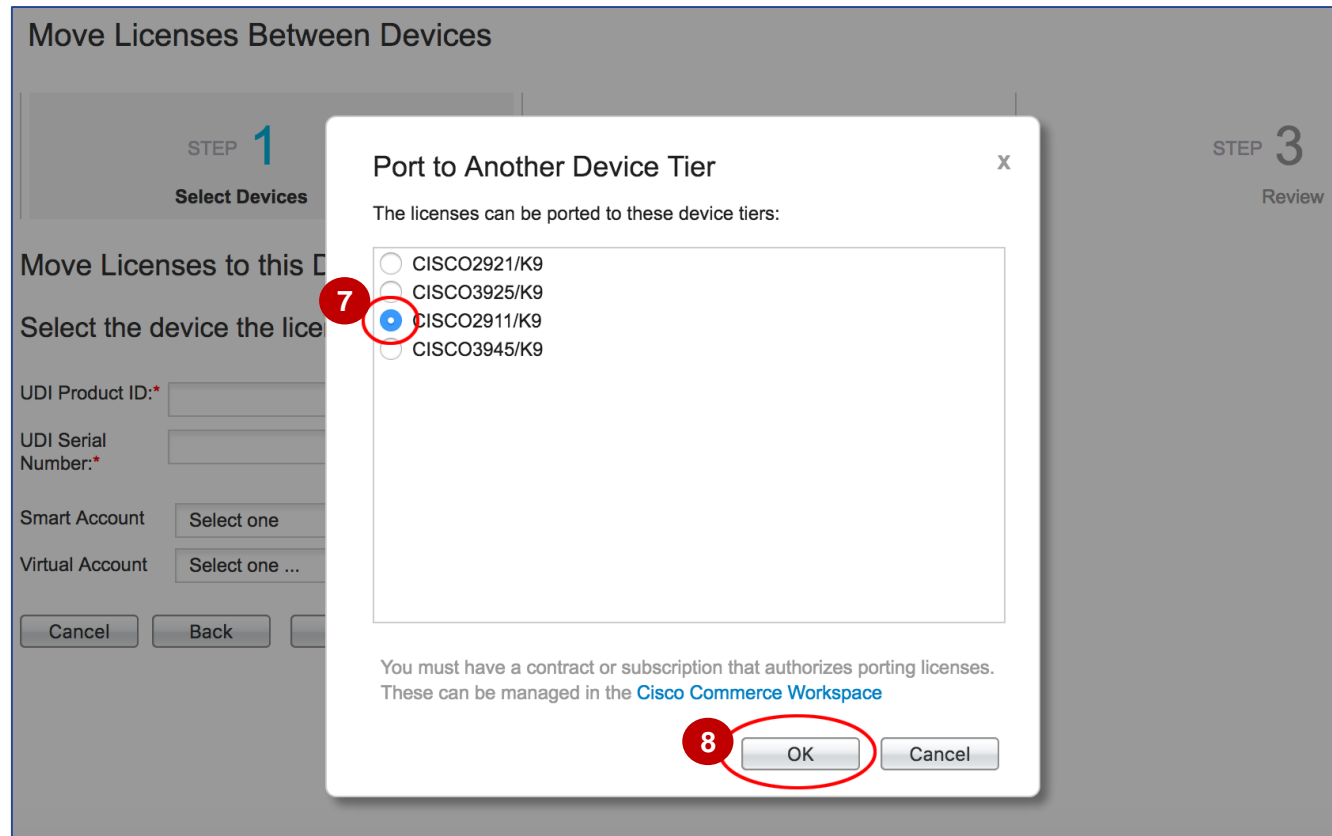 Move Licenses Between Devices
STEP 1
Select Devices
STEP 3
Review
Move Licenses to this D
Select the device the lice
UDI Product ID:*
UDI Serial
Number:*
Smart Account
Select one
Virtual Account
Select one ...
Cancel
Back
Port to Another Device Tier
x
The licenses can be ported to these device tiers:
CISCO2921/K9
CISCO3925/K9
7
CISCO2911/K9
CISCO3945/K9
You must have a contract or subscription that authorizes porting licenses.
These can be managed in the Cisco Commerce Workspace
8
OK
Cancel